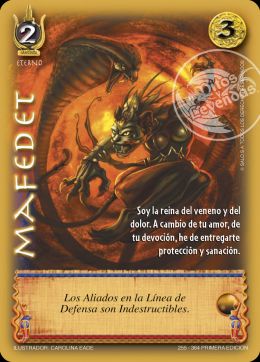 2
3
ETERNO
MAFEDET
Soy la reina del veneno y del
dolor. A cambio de tu amor, de
tu devoción, he de entregarte
protección y sanación.
Los Aliados en la Línea de
Defensa son Indestructibles.
ILUSTRADOR: CAROLINA EADE
255 - 364 PRIMERA EDICION